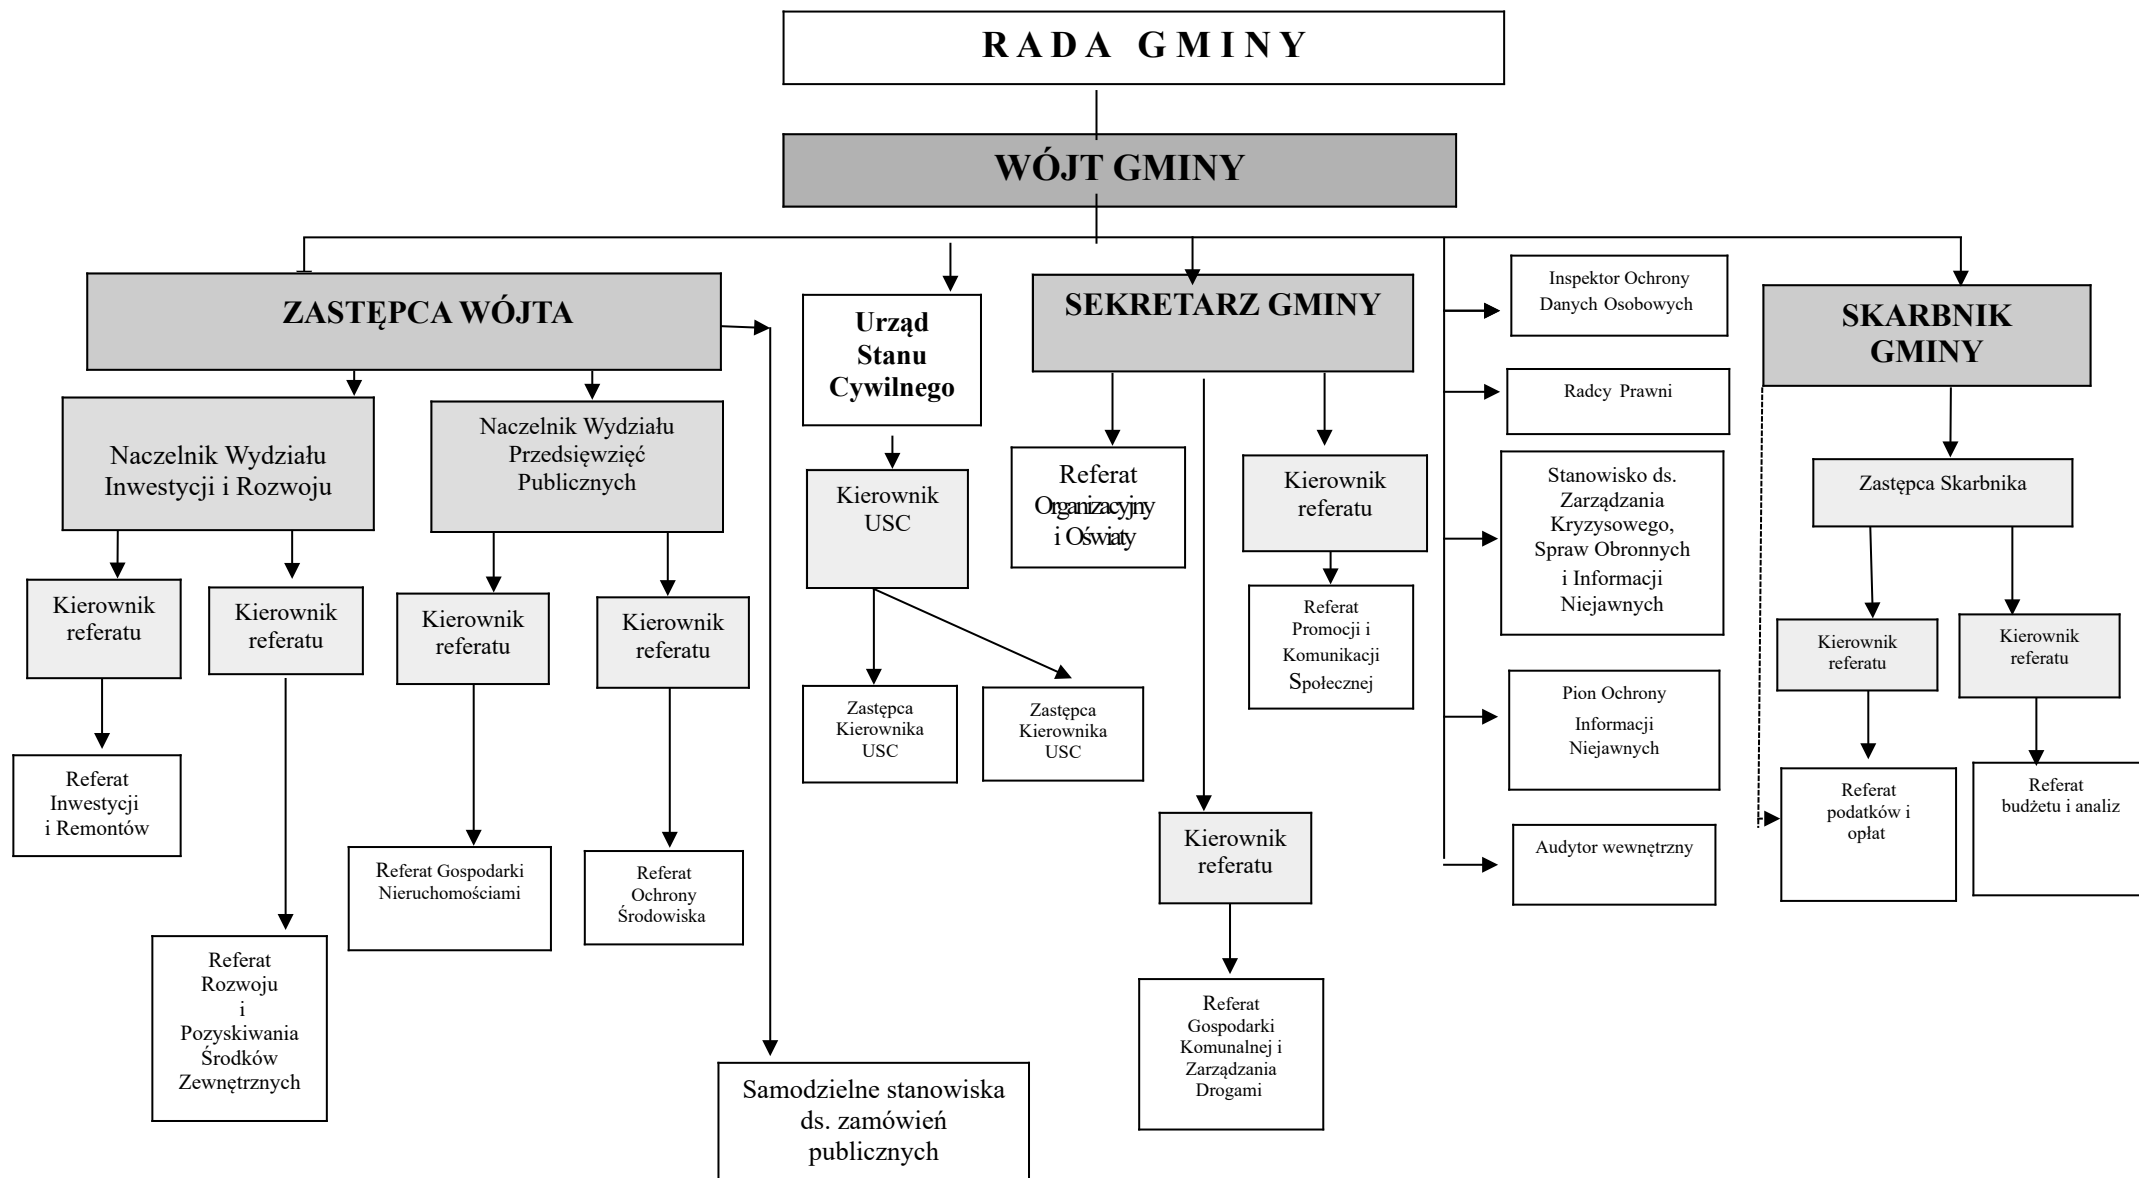 RADA GMINY
WÓJT GMINY
ZASTĘPCA WÓJTA
Urząd
Stanu
Cywilnego
SEKRETARZ GMINY
Inspektor Ochrony
Danych Osobowych
SKARBNIK
GMINY
Radcy Prawni
Naczelnik Wydziału
Inwestycji i Rozwoju
Naczelnik Wydziału
Przedsięwzięć
Publicznych
Kierownik
USC
Referat
Organizacyjny
i Oświaty
Kierownik
referatu
Stanowisko ds.
Zarządzania
Kryzysowego,
Spraw Obronnych
i Informacji
Niejawnych
Zastępca Skarbnika
Kierownik
referatu
Kierownik
referatu
Kierownik
referatu
Kierownik
referatu
Referat
Promocji i
Komunikacji
Społecznej
Kierownik
referatu
Kierownik
referatu
Zastępca
Kierownika
USC
Zastępca
Kierownika
USC
Pion Ochrony
Informacji
Niejawnych
Referat
Inwestycji
i Remontów
Referat Gospodarki
Nieruchomościami
Referat
Ochrony
Środowiska
Kierownik
referatu
Audytor wewnętrzny
Referat
podatków i
opłat
Referat
budżetu i analiz
Referat
Rozwoju
i
Pozyskiwania
Środków
Zewnętrznych
Referat
Gospodarki
Komunalnej i
Zarządzania
Drogami
Samodzielne stanowiska
ds. zamówień
publicznych